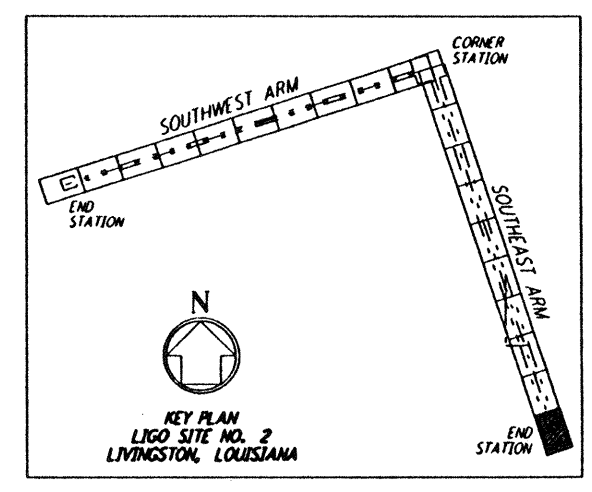 CORNER
STATION
SOUTHWEST ARM
END
STATION
SOUTHEAST ARM
N
KEY PLAN
LIGO SITE NO. 2
LIVINGSTON, LOUISIANA
END
STATION